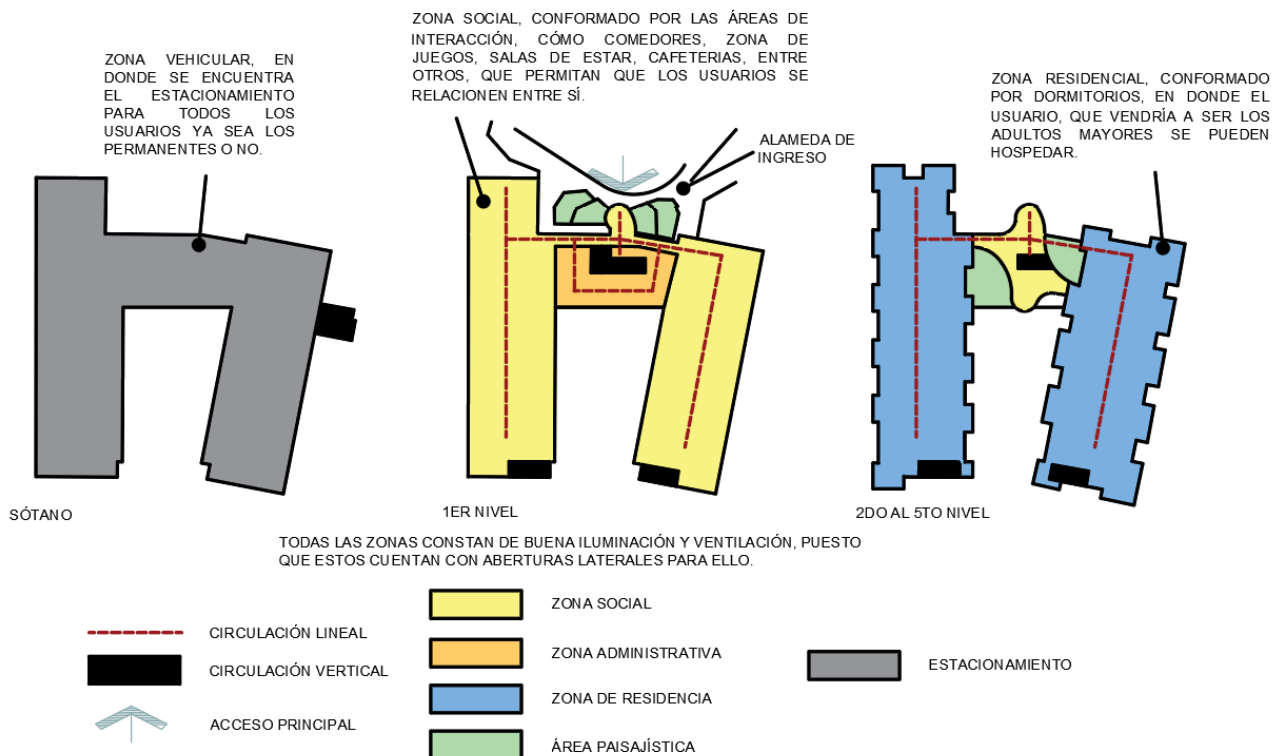 ZONA SOCIAL, CONFORMADO POR LAS ÁREAS DE
INTERACCIÓN, CÓMO COMEDORES, ZONA DE
JUEGOS, SALAS DE ESTAR, CAFETERIAS, ENTRE
OTROS, QUE PERMITAN QUE LOS USUARIOS SE
RELACIONEN ENTRE SÍ.
ZONA VEHICULAR, EN
DONDE SE ENCUENTRA
EL ESTACIONAMIENTO
PARA TODOS LOS
USUARIOS YA SEA LOS
PERMANENTES O NO.
ZONA RESIDENCIAL, CONFORMADO
POR DORMITORIOS, EN DONDE EL
USUARIO, QUE VENDRÍA A SER LOS
ADULTOS MAYORES SE PUEDEN
HOSPEDAR.
ALAMEDA DE
INGRESO
SÓTANO
1ER NIVEL
2DO AL 5TO NIVEL
TODAS LAS ZONAS CONSTAN DE BUENA ILUMINACIÓN Y VENTILACIÓN, PUESTO
QUE ESTOS CUENTAN CON ABERTURAS LATERALES PARA ELLO.
CIRCULACIÓN LINEAL
CIRCULACIÓN VERTICAL
ACCESO PRINCIPAL
ZONA SOCIAL
ZONA ADMINISTRATIVA
ZONA DE RESIDENCIA
ÁREA PAISAJÍSTICA
ESTACIONAMIENTO